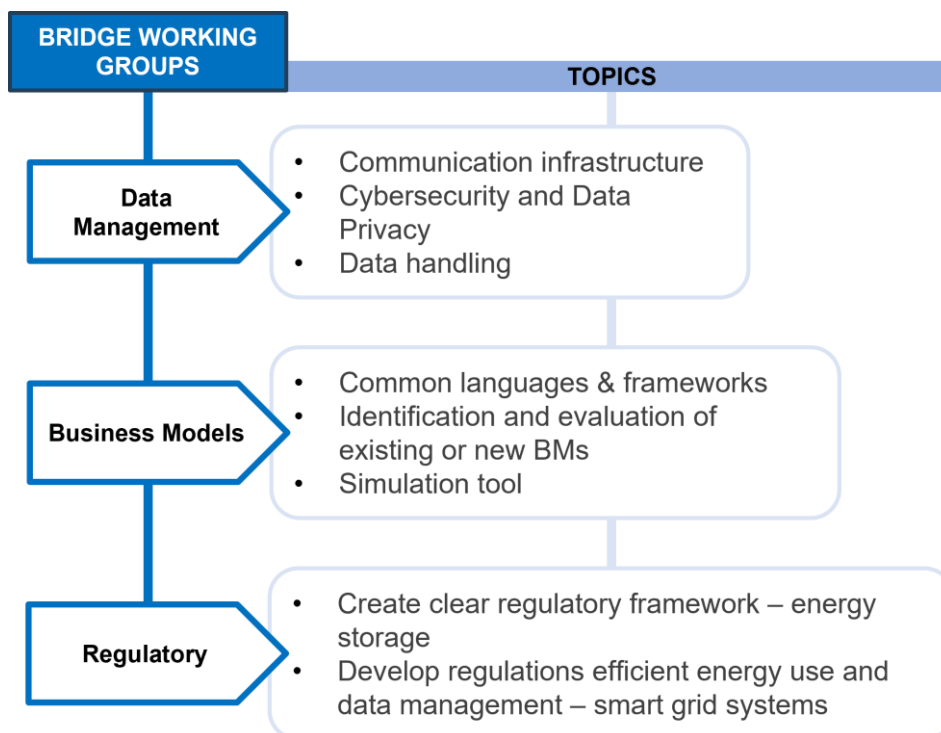 BRIDGE WORKING
GROUPS
TOPICS
Data
Management
• Communication infrastructure
• Cybersecurity and Data
Privacy
• Data handling
Business Models
• Common languages & frameworks
• Identification and evaluation of
existing or new BMs
• Simulation tool
Regulatory
• Create clear regulatory framework – energy
storage
• Develop regulations efficient energy use and
data management – smart grid systems